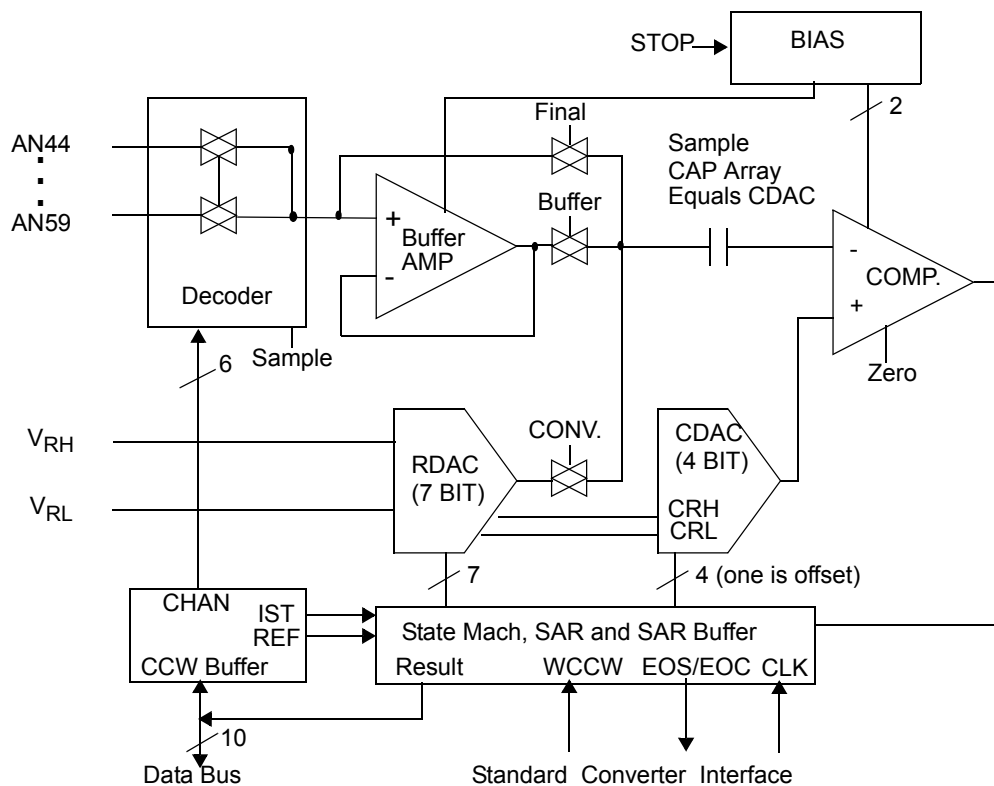 STOP
BIAS
2
Final
Sample
CAP Array
Equals CDAC
AN44
AN59
Buffer
+
Buffer
AMP
-
-
COMP.
+
Decoder
Sample
Zero
6
VRH
VRL
RDAC
(7 BIT)
CONV.
CDAC
(4 BIT)
CRH
CRL
7
4 (one is offset)
CHAN
IST
REF
CCW Buffer
State Mach, SAR and SAR Buffer
Result
WCCW
EOS/EOC
CLK
10
Data Bus
Standard Converter Interface